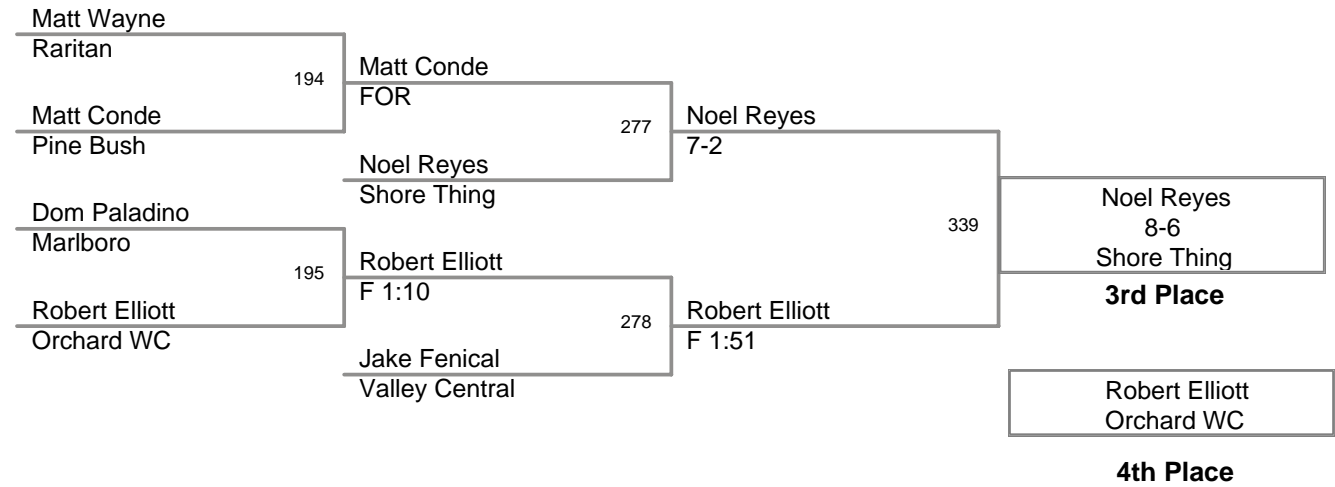 Matt Wayne
Raritan
194
Matt Conde
Pine Bush
Matt Conde
FOR
277
Noel Reyes
Shore Thing
Noel Reyes
7-2
Dom Paladino
Marlboro
195
Robert Elliott
Orchard WC
Robert Elliott
F 1:10
278
Jake Fenical
Valley Central
Robert Elliott
F 1:51
339
Noel Reyes
8-6
Shore Thing
3rd Place
Robert Elliott
Orchard WC
4th Place